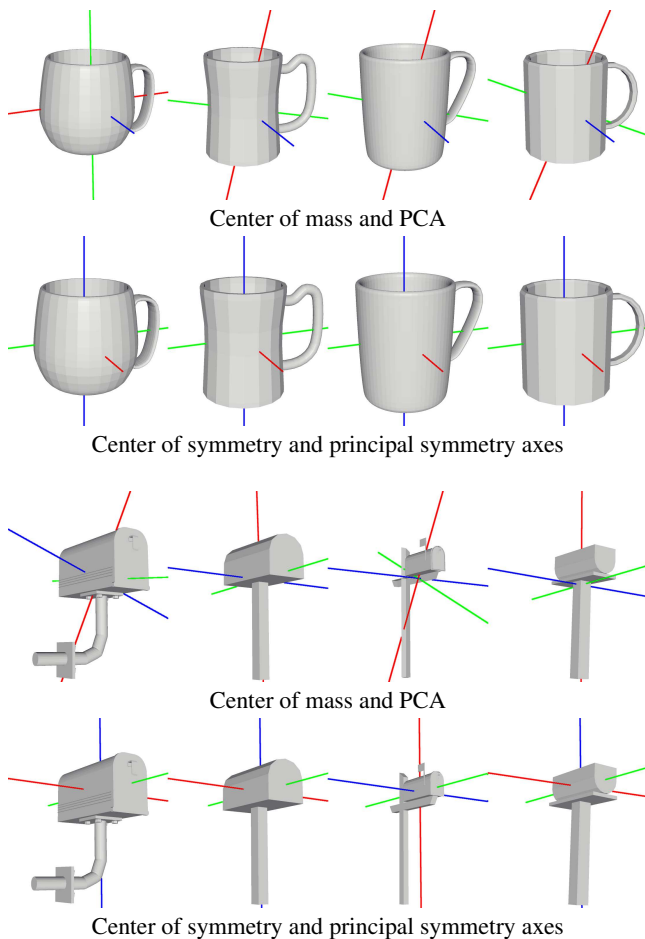 Center of mass and PCA
Center of symmetry and principal symmetry axes
Center of mass and PCA
Center of symmetry and principal symmetry axes